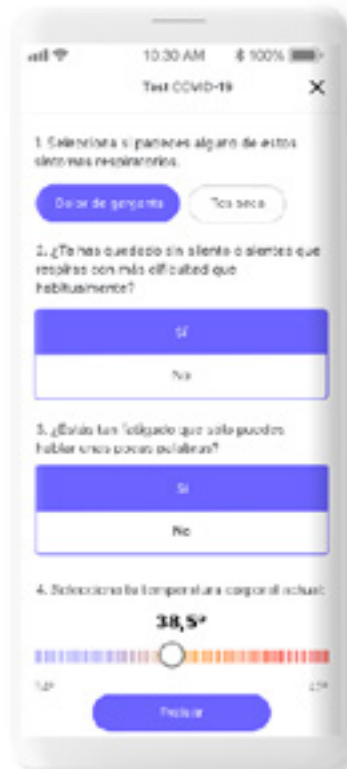 10:30 AM 100%
Test COVID-19
1. Selecciona si padeces alguno de estos
síntomas respiratorios.
Dolor de garganta Tos seca
2. ¿Te has quedado sin aliento o sientes que
respiras con más dificultad que
habitualmente?
Sí
No
3. ¿Estás tan fatigado que solo puedes
hablar unas pocas palabras?
Sí
No
4. Selecciona tu temperatura corporal actual:
38,5º